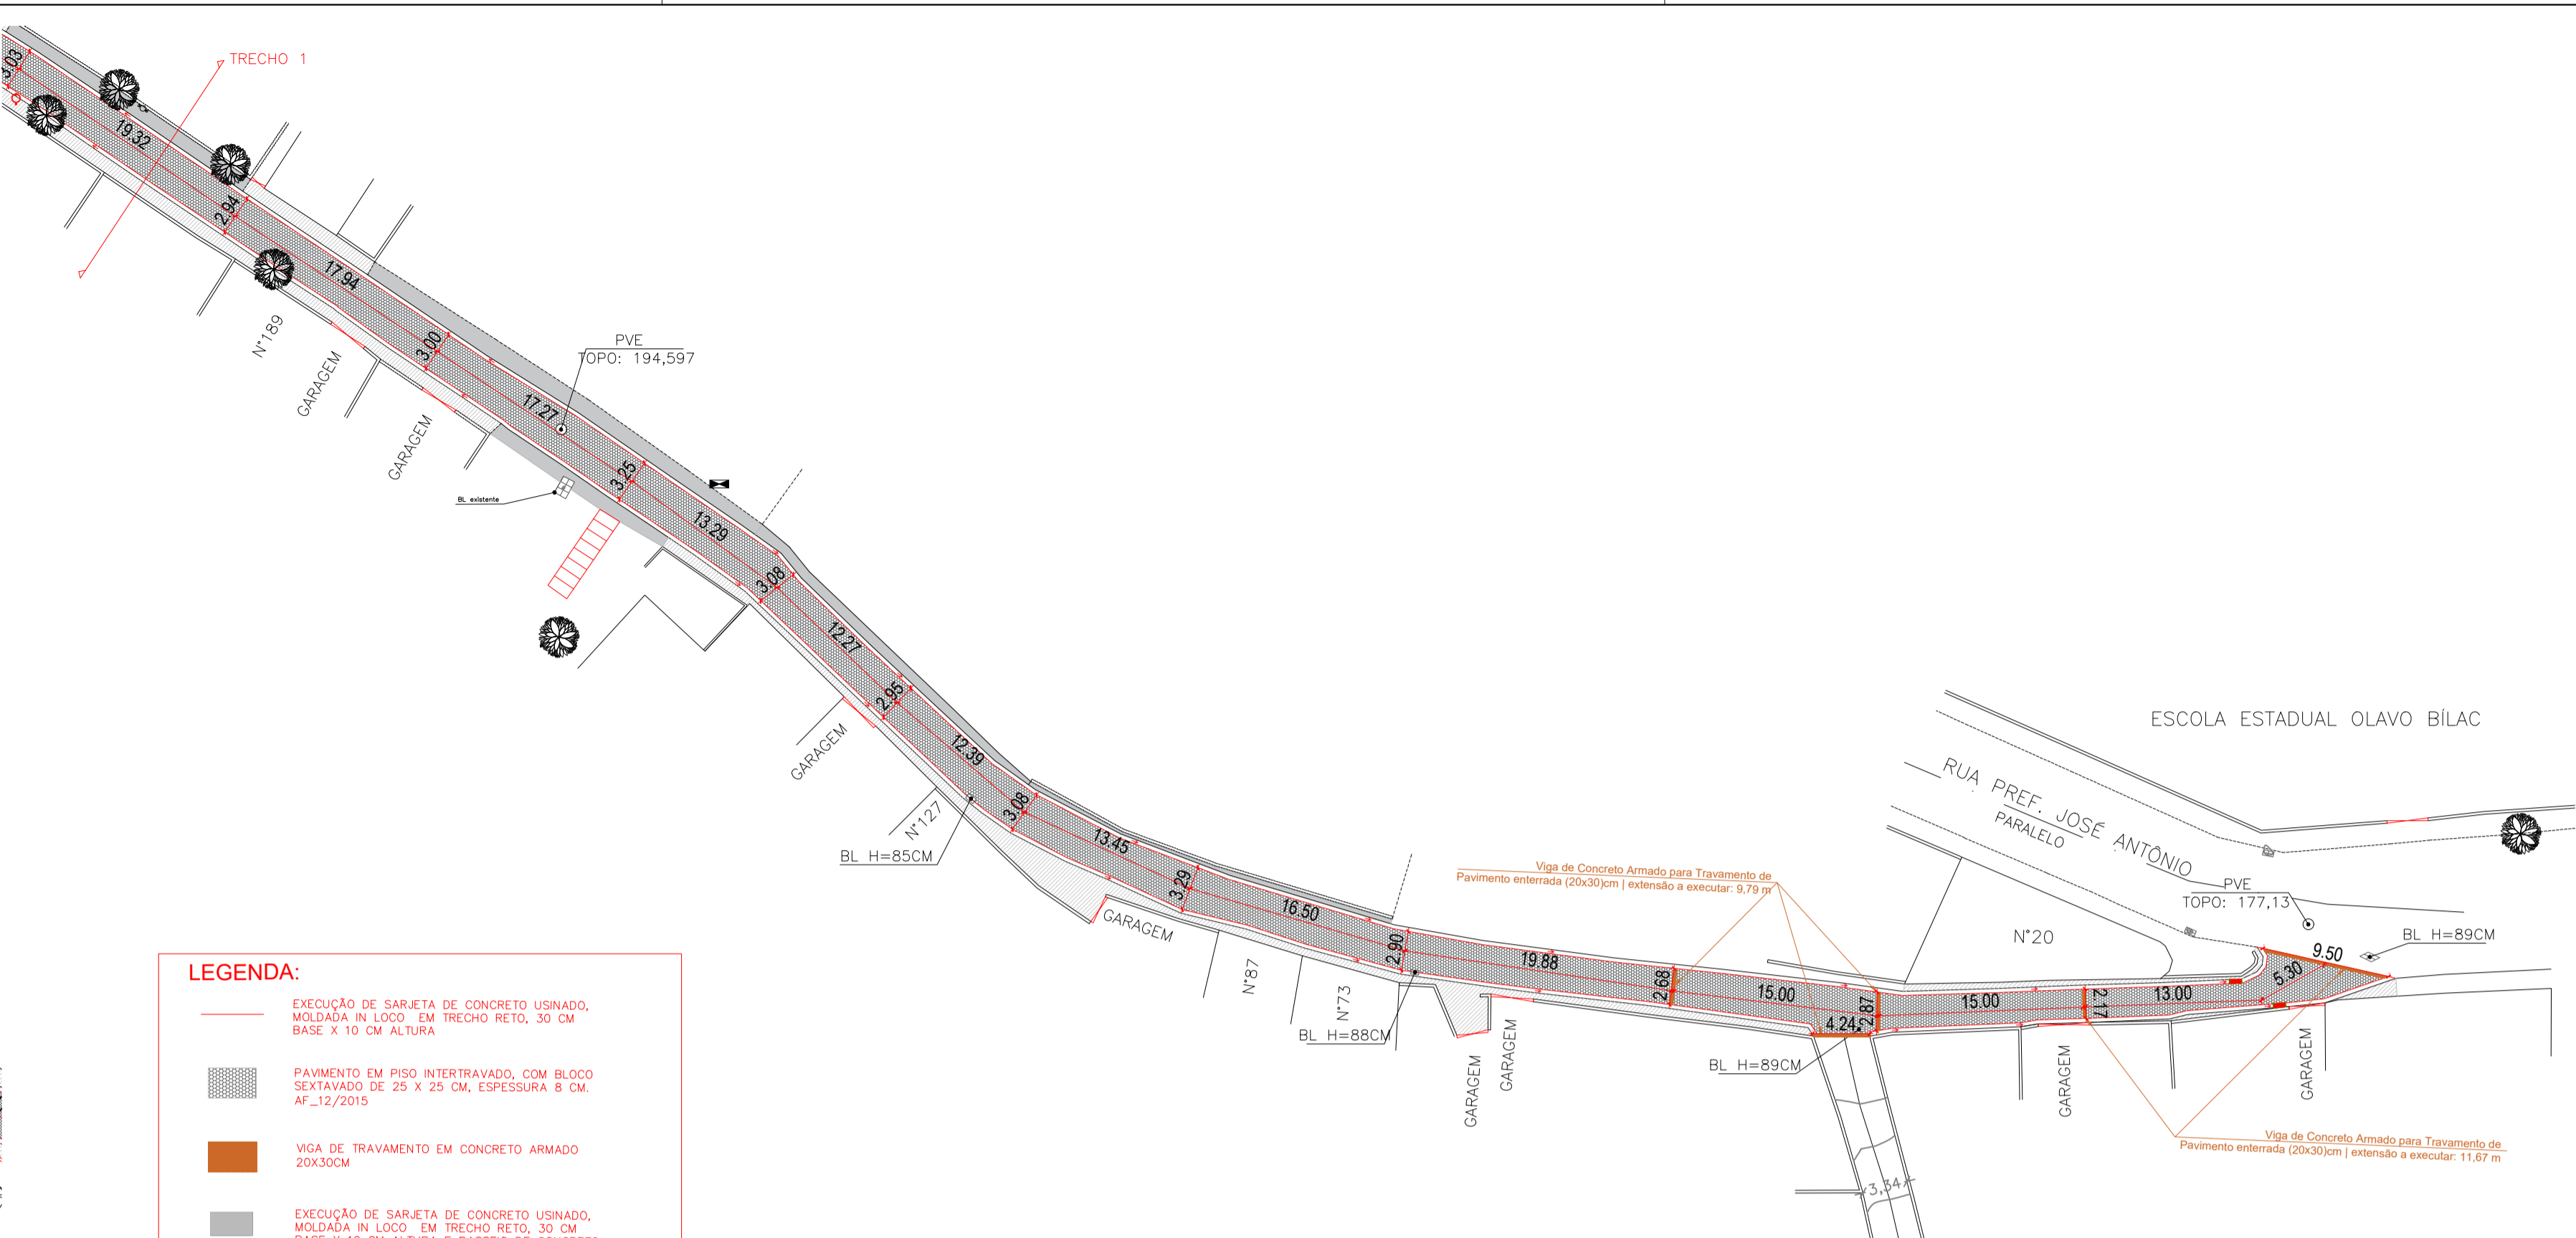 TRECHO 1
3.03
19.32
2.94
17.94
N°189
GARAGEM
3.00
GARAGEM
PVE
TOPO: 194,597
17.27
BL existente
3.25
13.29
3.08
12.27
GARAGEM
2.95
12.39
N°127
BL H=85CM
3.08
13.45
GARAGEM
3.29
16.50
N°87
N°73
2.90
BL H=88CM
19.88
GARAGEM
GARAGEM
Viga de Concreto Armado para Travamento de
Pavimento enterrada (20x30)cm | extensão a executar: 9,79 m
2.68
15.00
4.24
2.87
BL H=89CM
3,34
15.00
2.17
13.00
GARAGEM
5.30
9.50
GARAGEM
ESCOLA ESTADUAL OLAVO BÍLAC
RUA PREF. JOSÉ ANTÔNIO
PARALELO
PVE
TOPO: 177,13
N°20
BL H=89CM
Viga de Concreto Armado para Travamento de
Pavimento enterrada (20x30)cm | extensão a executar: 11,67 m
LEGENDA:
EXECUÇÃO DE SARJETA DE CONCRETO USINADO,
MOLDADA IN LOCO EM TRECHO RETO, 30 CM
BASE X 10 CM ALTURA
PAVIMENTO EM PISO INTERTRAVADO, COM BLOCO
SEXTAVADO DE 25 X 25 CM, ESPESSURA 8 CM.
AF_12/2015
VIGA DE TRAVAMENTO EM CONCRETO ARMADO
20X30CM
EXECUÇÃO DE SARJETA DE CONCRETO USINADO,
MOLDADA IN LOCO EM TRECHO RETO, 30 CM